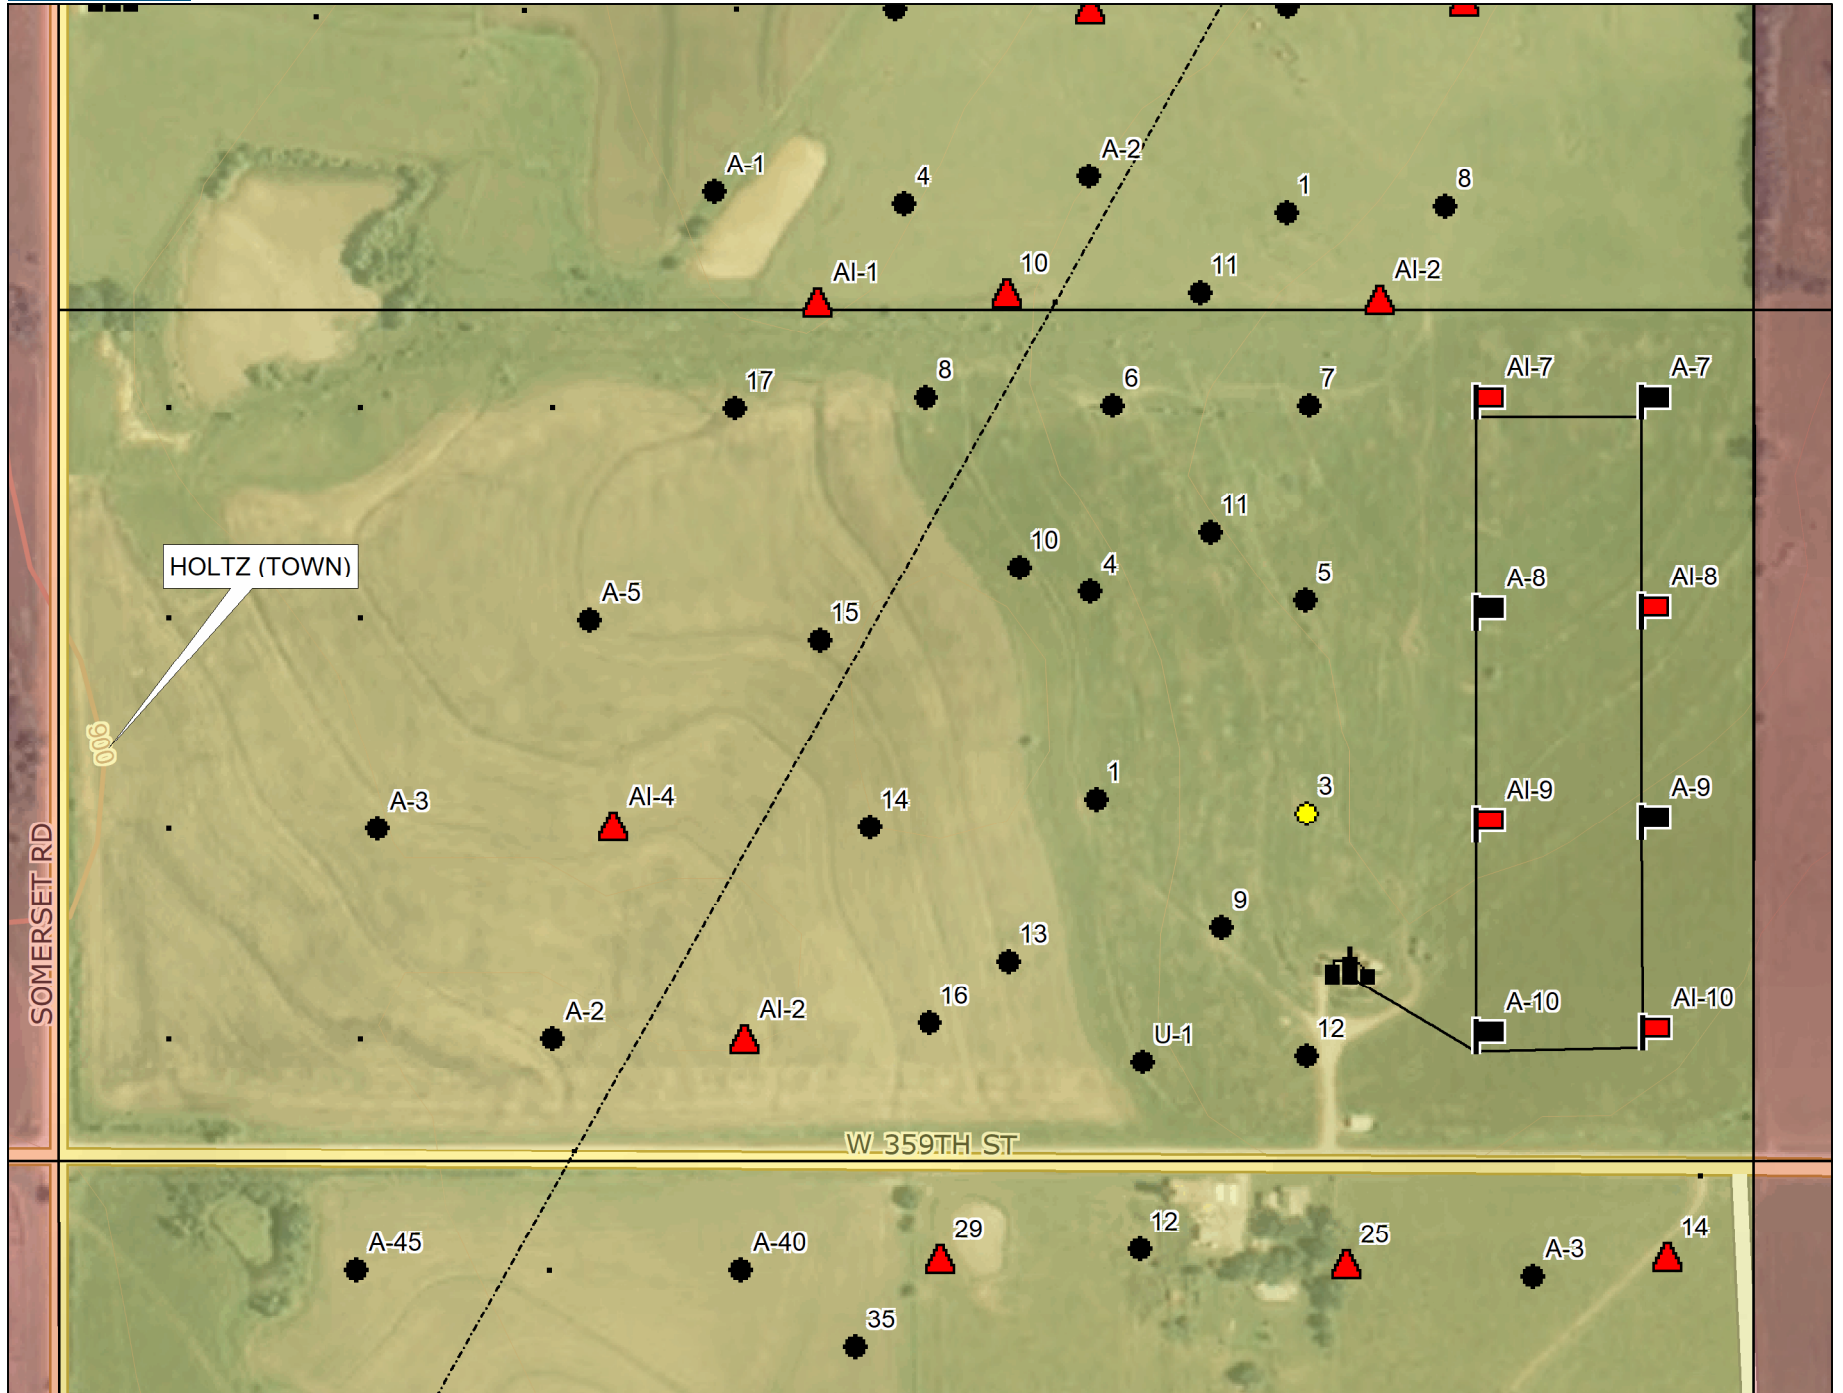 A-1
4
A-2
1
8
AI-1
10
11
AI-2
17
8
6
7
AI-7
A-7
11
10
4
5
HOLTZ (TOWN)
A-5
15
A-8
AI-8
900
A-3
AI-4
14
1
3
AI-9
A-9
SOMERSET RD
9
13
16
A-2
AI-2
U-1
12
A-10
AI-10
W 359TH ST
A-45
A-40
29
12
25
A-3
14
35